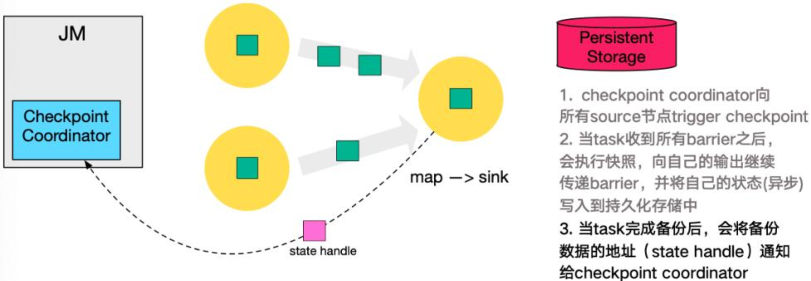 JM
Checkpoint
Coordinator
map —> sink
state handle
Persistent
Storage
1. checkpoint coordinator向
所有source节点trigger checkpoint
2. 当task收到所有barrier之后，
会执行快照，向自己的输出继续
传递barrier，并将自己的状态(异步)
写入到持久化存储中
3. 当task完成备份后，会将备份
数据的地址（state handle）通知
给checkpoint coordinator